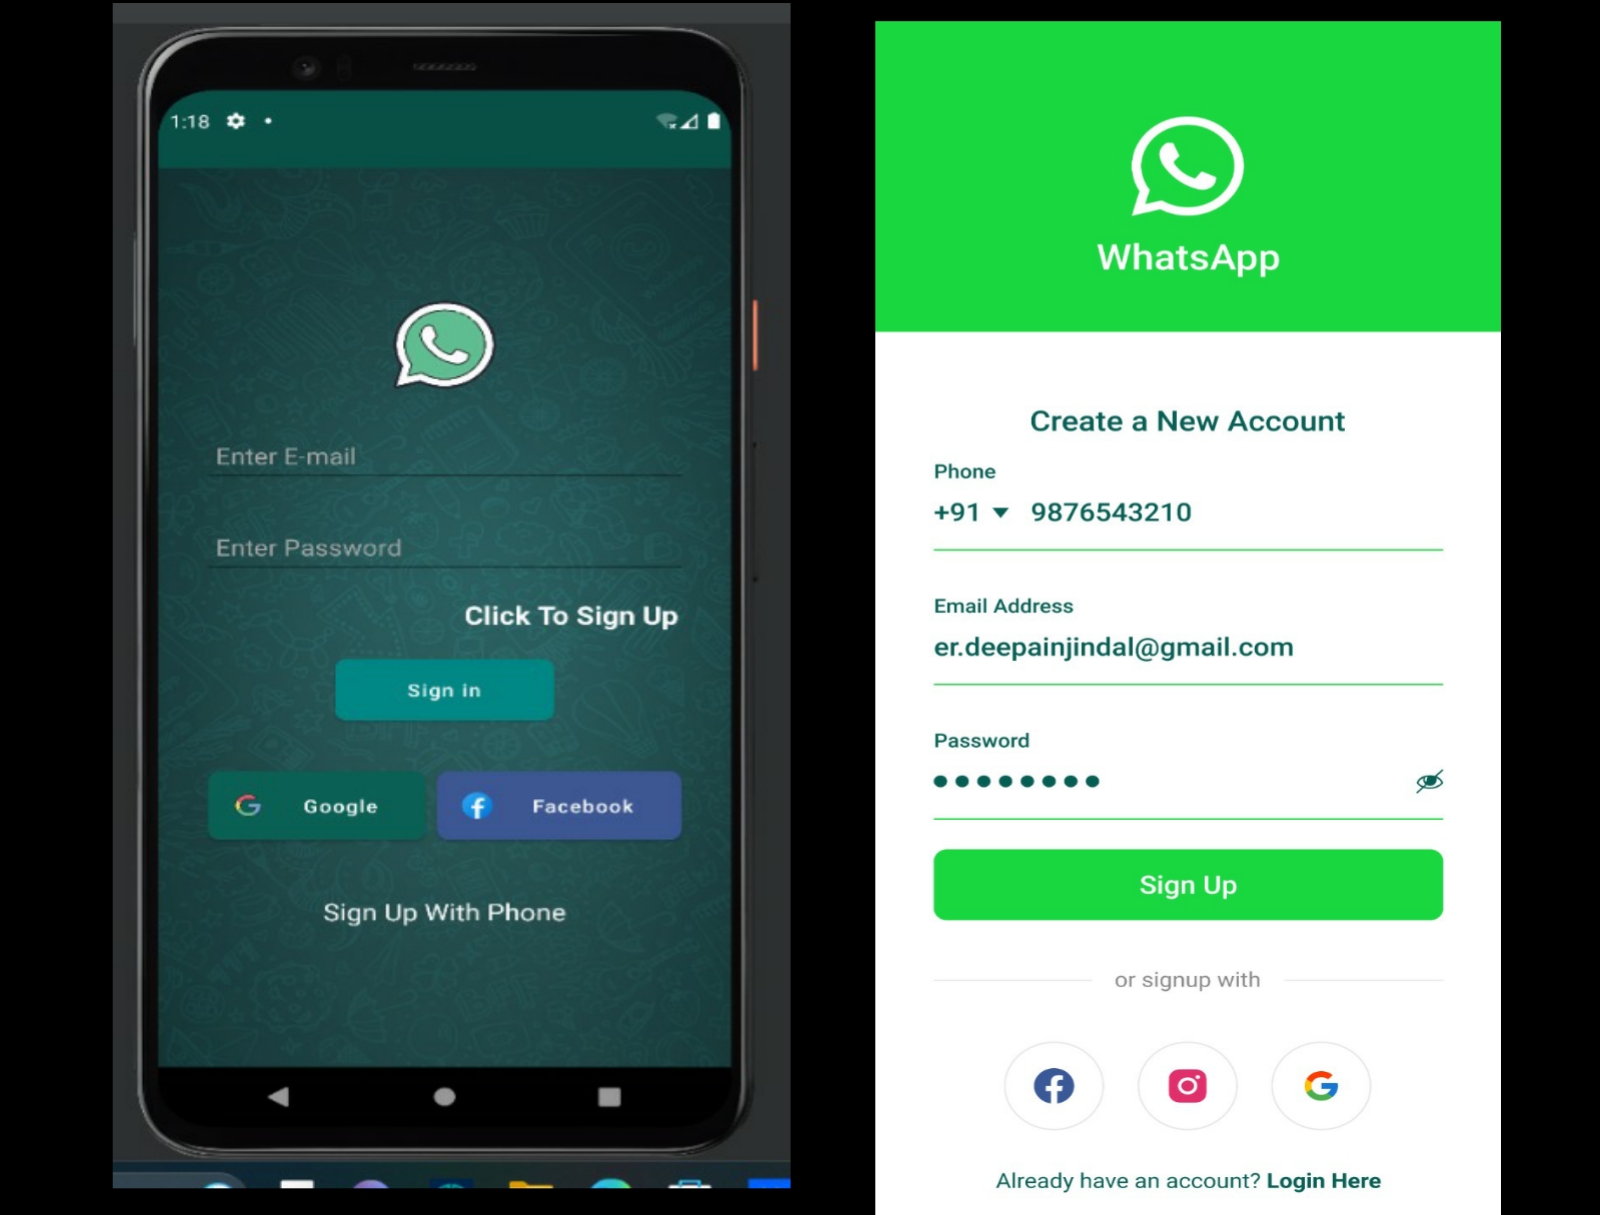 1:18
Enter E-mail
Enter Password
Click To Sign Up
Sign in
Google
Facebook
Sign Up With Phone
WhatsApp
Create a New Account
Phone
+91 9876543210
Email Address
er.deepainjindal@gmail.com
Password
Sign Up
or signup with
Already have an account? Login Here